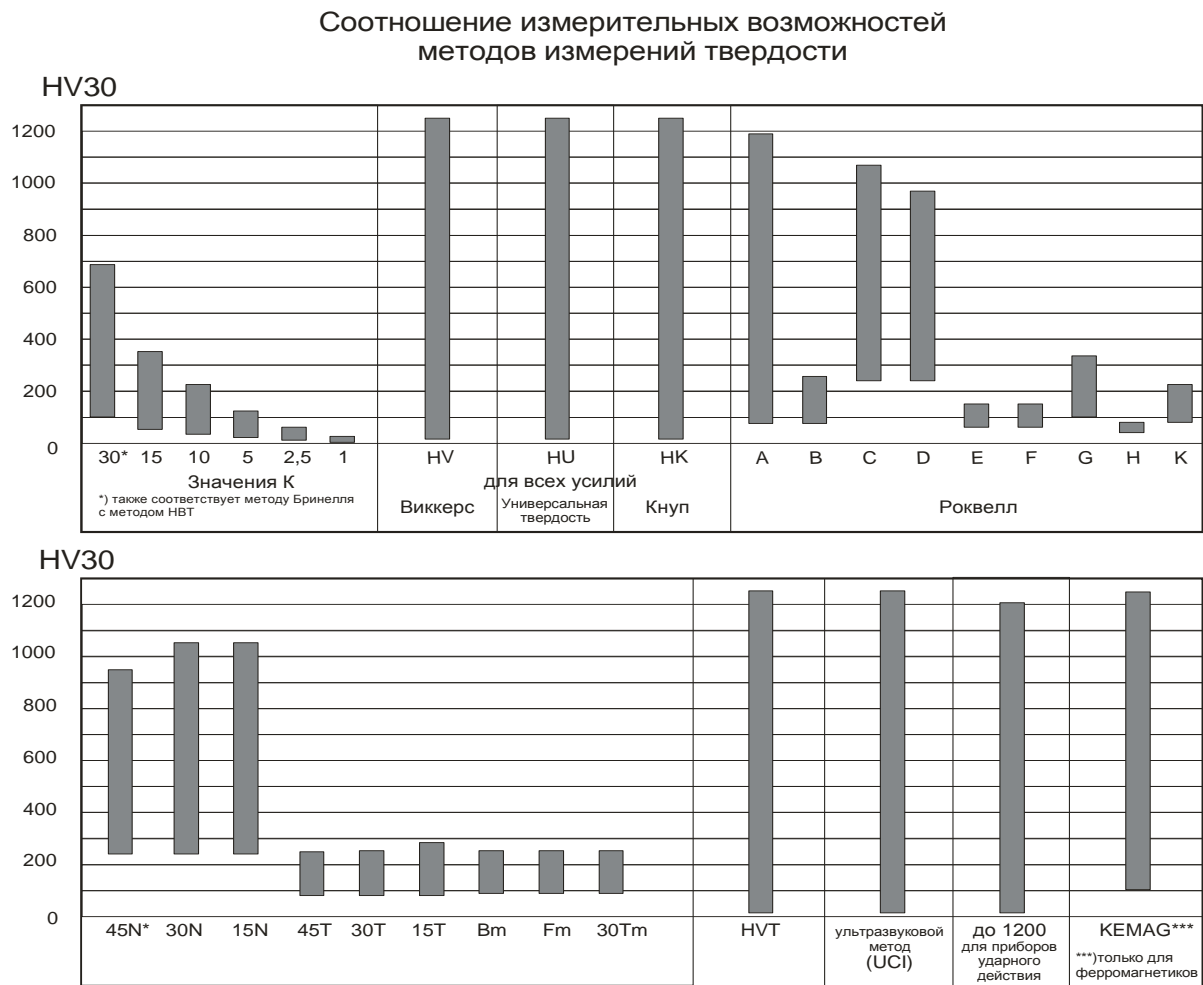 Соотношение измерительных возможностей
методов измерений твердости
HV30
1200
1000
800
600
400
200
0
30* 15 10 5 2,5 1 HV HU HK A B C D E F G H K
Значения К
для всех усилий
*) также соответствует методу Бринелля
с методом НВТ
Виккерс
Универсальная
твердость
Кнуп
Роквелл
HV30
1200
1000
800
600
400
200
0
45N* 30N 15N 45T 30T 15T Bm Fm 30Tm HVT
ультразвуковой
метод
(UCI)
до 1200
для приборов
ударного
действия
KEMAG***
***)только для
ферромагнетиков